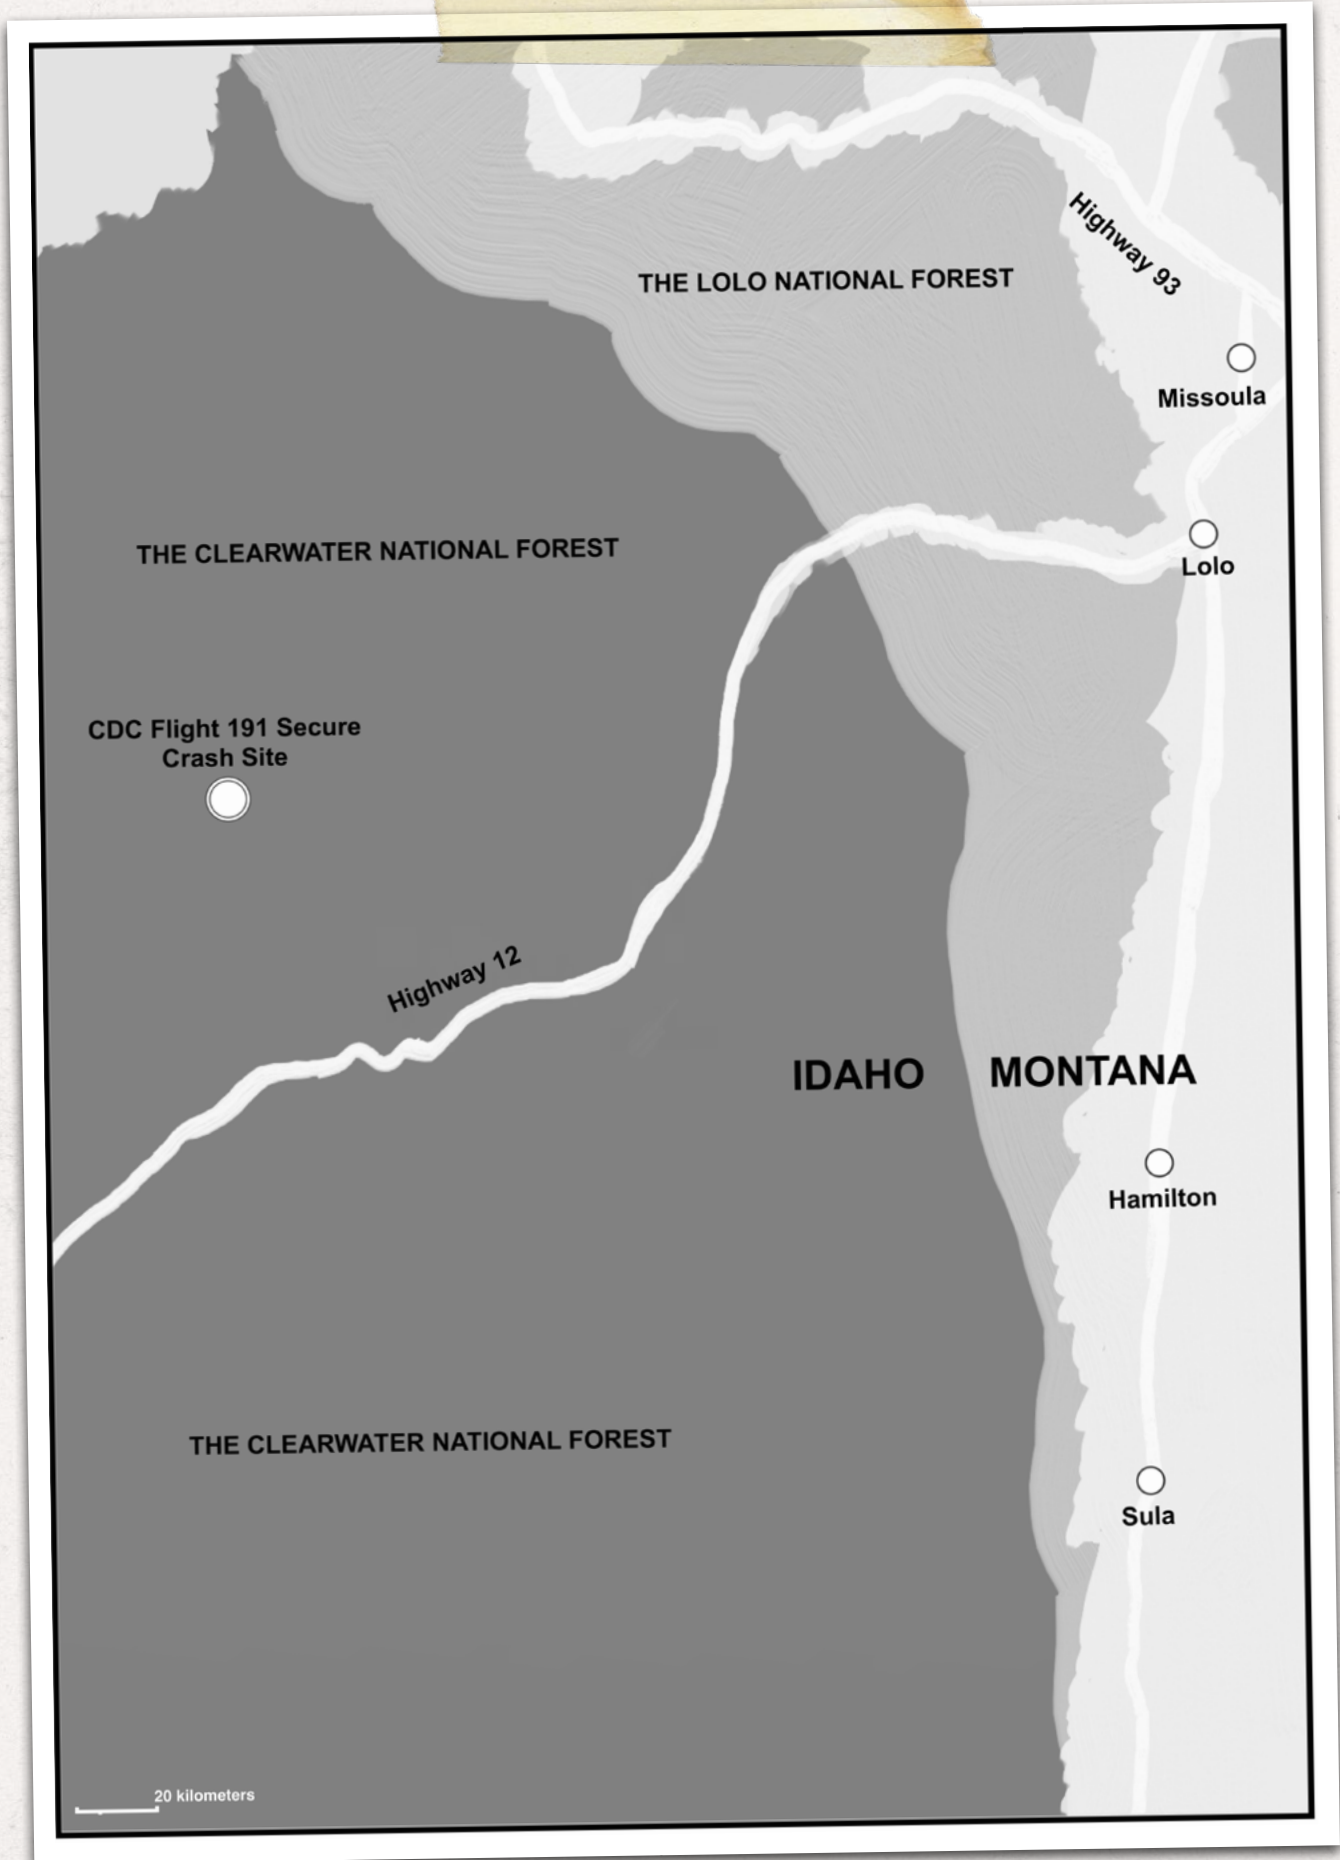 THE LOLO NATIONAL FOREST
Highway 93
Missoula
THE CLEARWATER NATIONAL FOREST
Lolo
CDC Flight 191 Secure
Crash Site
Highway 12
IDAHO
MONTANA
Hamilton
THE CLEARWATER NATIONAL FOREST
Sula
20 kilometers